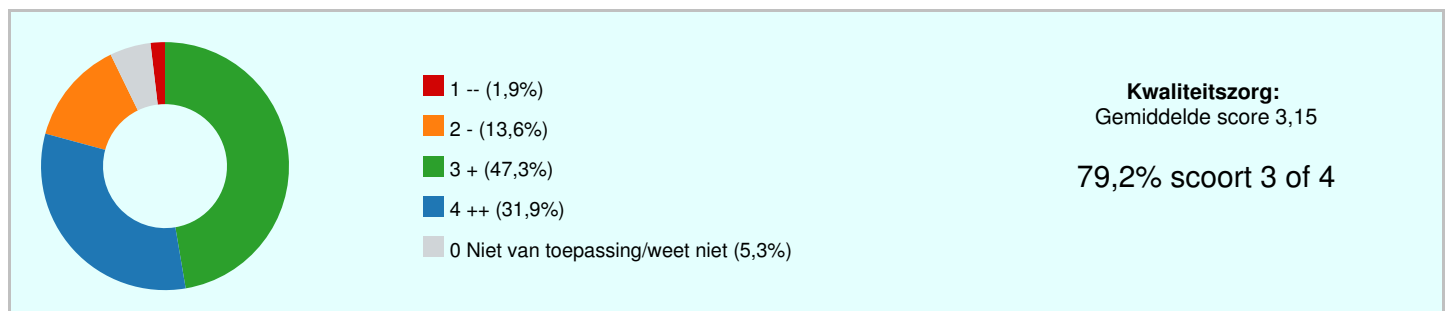 1 -- (1,9%)
2 - (13,6%)
3 + (47,3%)
4 ++ (31,9%)
0 Niet van toepassing/weet niet (5,3%)
Kwaliteitszorg:
Gemiddelde score 3,15
79,2% scoort 3 of 4